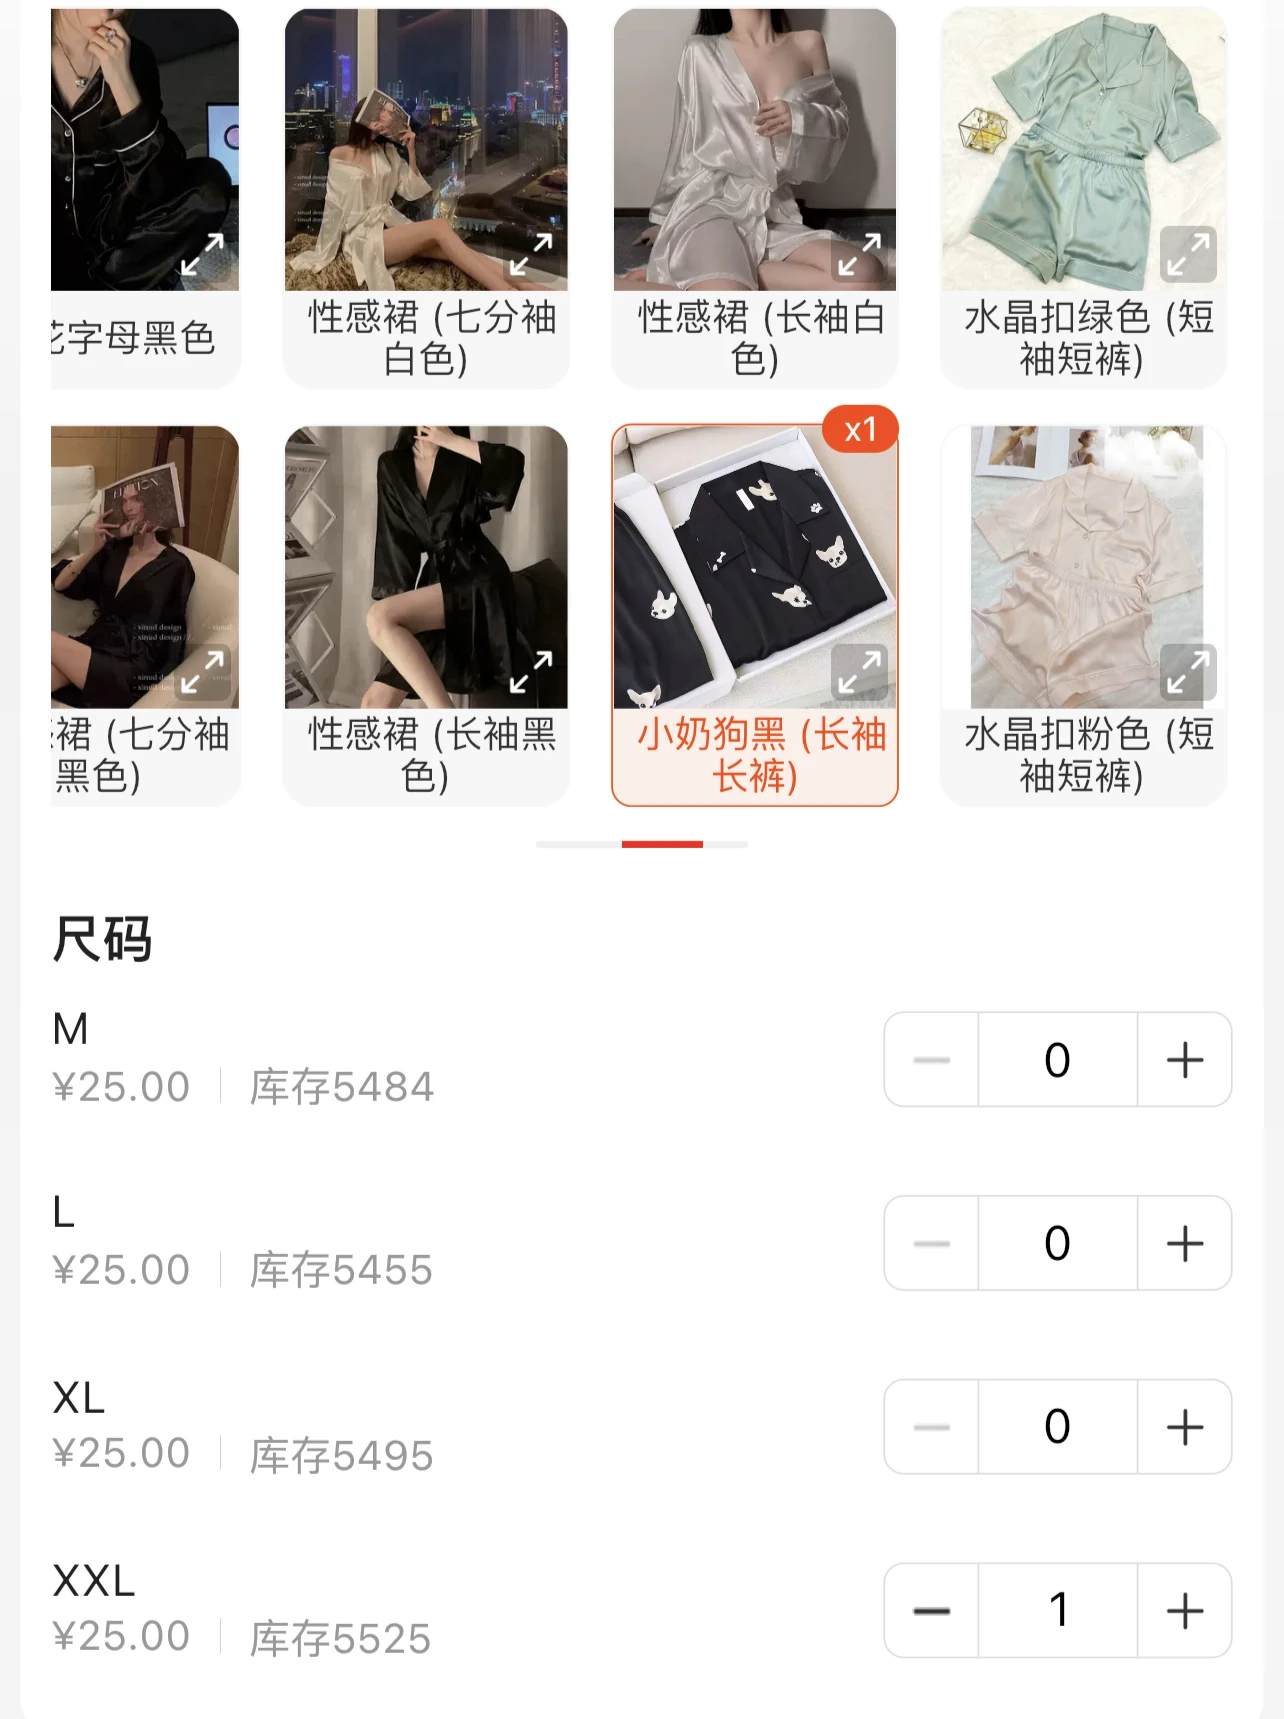 花字母黑色
性感裙 (七分袖
白色)
性感裙 (长袖白
色)
水晶扣绿色 (短
袖短裤)
裙 (七分袖
黑色)
性感裙 (长袖黑
色)
x1
小奶狗黑 (长袖
长裤)
水晶扣粉色 (短
袖短裤)
- xinud design
- xinud design
尺码
M
¥25.00 库存5484
0
L
¥25.00 库存5455
0
XL
¥25.00 库存5495
0
XXL
¥25.00 库存5525
1